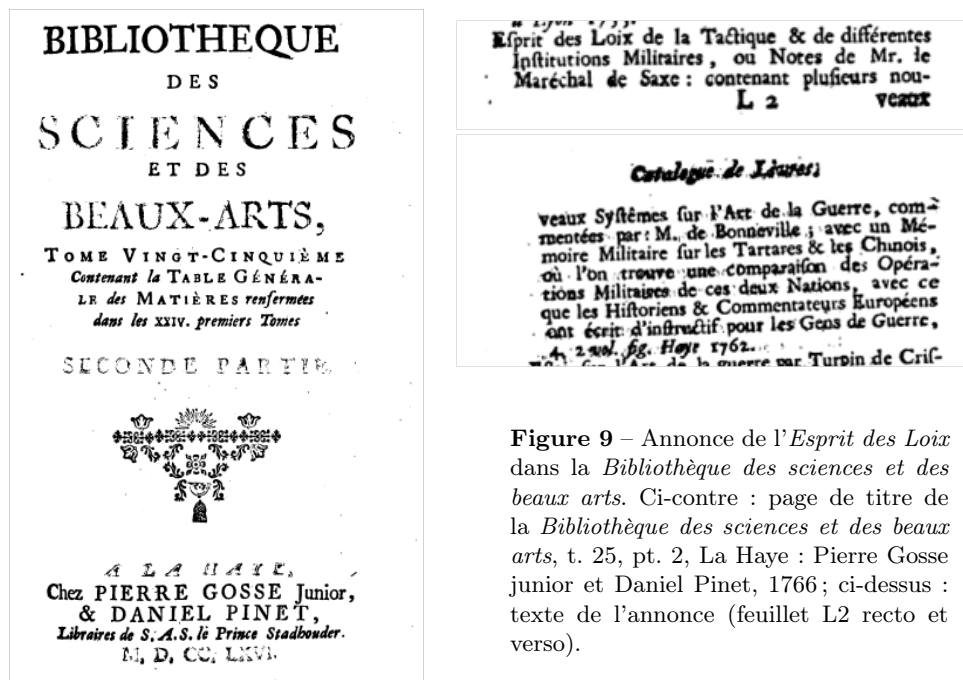 BIBLIOTHEQUE
DES
SCIENCES
ET DES
BEAUX-ARTS,
TOME VINGT-CINQUIÈME
Contenant la TABLE GÉNÉRA-
LE des MATIÈRES renfermées
dans les XXIV. premiers Tomes
SECONDE PARTIE.
A LA HAYE,
Chez PIERRE GOSSE Junior,
& DANIEL PINET,
Libraires de S. A. S. le Prince Stadhouder.
M. D. CC. LXVI.
Eſprit des Loix de la Tactique & de différentes
Inſtitutions Militaires, ou Notes de Mr. le
Maréchal de Saxe : contenant pluſieurs nou-
L 2 veaux
Catalogue de Livres.
veaux Syſtêmes ſur l'Art de la Guerre, com-
mentées par M. de Bonneville ; avec un Mé-
moire Militaire ſur les Tartares & les Chinois,
où l'on trouve une comparaiſon des Opéra-
tions Militaires de ces deux Nations, avec ce
que les Hiſtoriens & Commentateurs Européens
ont écrit d'inſtructif pour les Gens de Guerre,
4. 2 vol. fig. Haye 1762.
ſur l'Art de la guerre par Turpin de Criſ-
Figure 9 – Annonce de l'Esprit des Loix
dans la Bibliothèque des sciences et des
beaux arts. Ci-contre : page de titre de
la Bibliothèque des sciences et des beaux
arts, t. 25, pt. 2, La Haye : Pierre Gosse
junior et Daniel Pinet, 1766 ; ci-dessus :
texte de l'annonce (feuillet L2 recto et
verso).